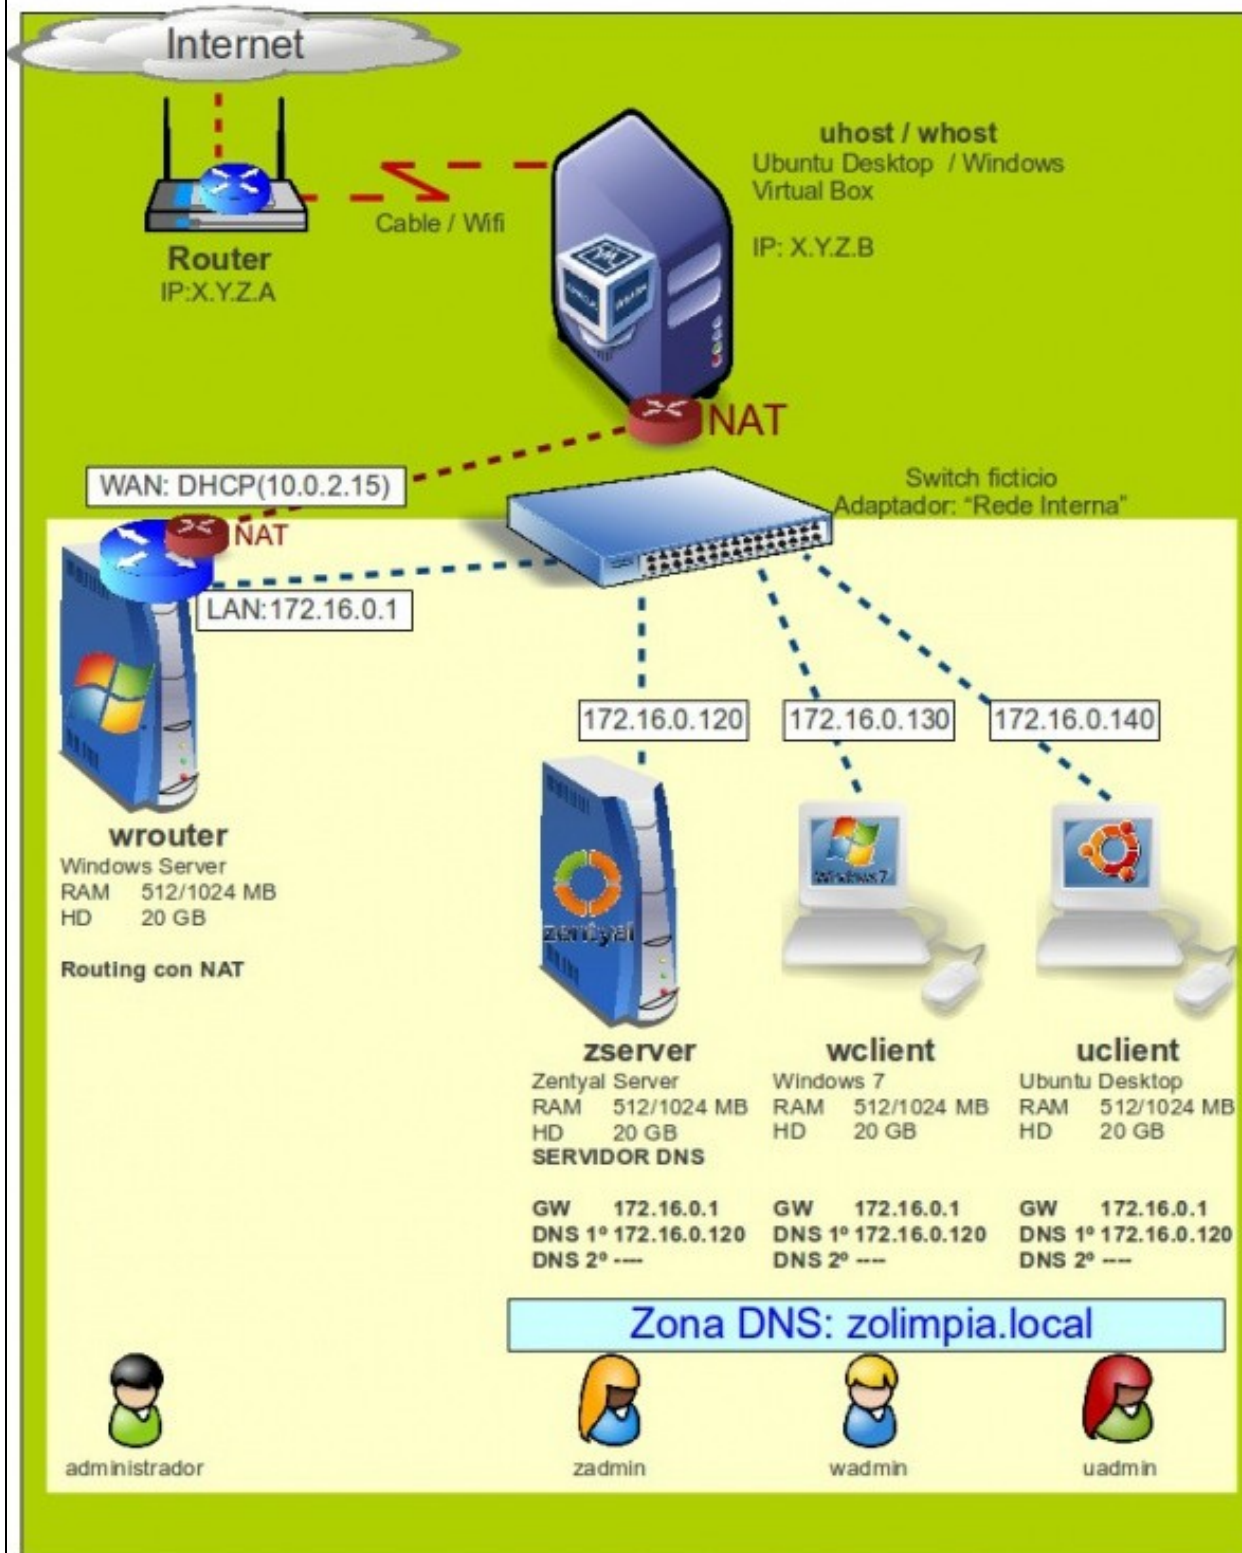 Internet
Router
IP:X.Y.Z.A
Cable / Wifi
uhost / whost
Ubuntu Desktop / Windows
Virtual Box
IP: X.Y.Z.B
NAT
WAN: DHCP(10.0.2.15)
NAT
LAN:172.16.0.1
Switch ficticio
Adaptador: “Rede Interna”
172.16.0.120
172.16.0.130
172.16.0.140
wrouter
Windows Server
RAM 512/1024 MB
HD 20 GB
Routing con NAT
zentyal
Windows 7
zserver
Zentyal Server
RAM 512/1024 MB
HD 20 GB
SERVIDOR DNS
GW 172.16.0.1
DNS 1º 172.16.0.120
DNS 2º ----
wclient
Windows 7
RAM 512/1024 MB
HD 20 GB
GW 172.16.0.1
DNS 1º 172.16.0.120
DNS 2º ----
uclient
Ubuntu Desktop
RAM 512/1024 MB
HD 20 GB
GW 172.16.0.1
DNS 1º 172.16.0.120
DNS 2º ----
Zona DNS: zolimpia.local
administrador
zadmin
wadmin
uadmin